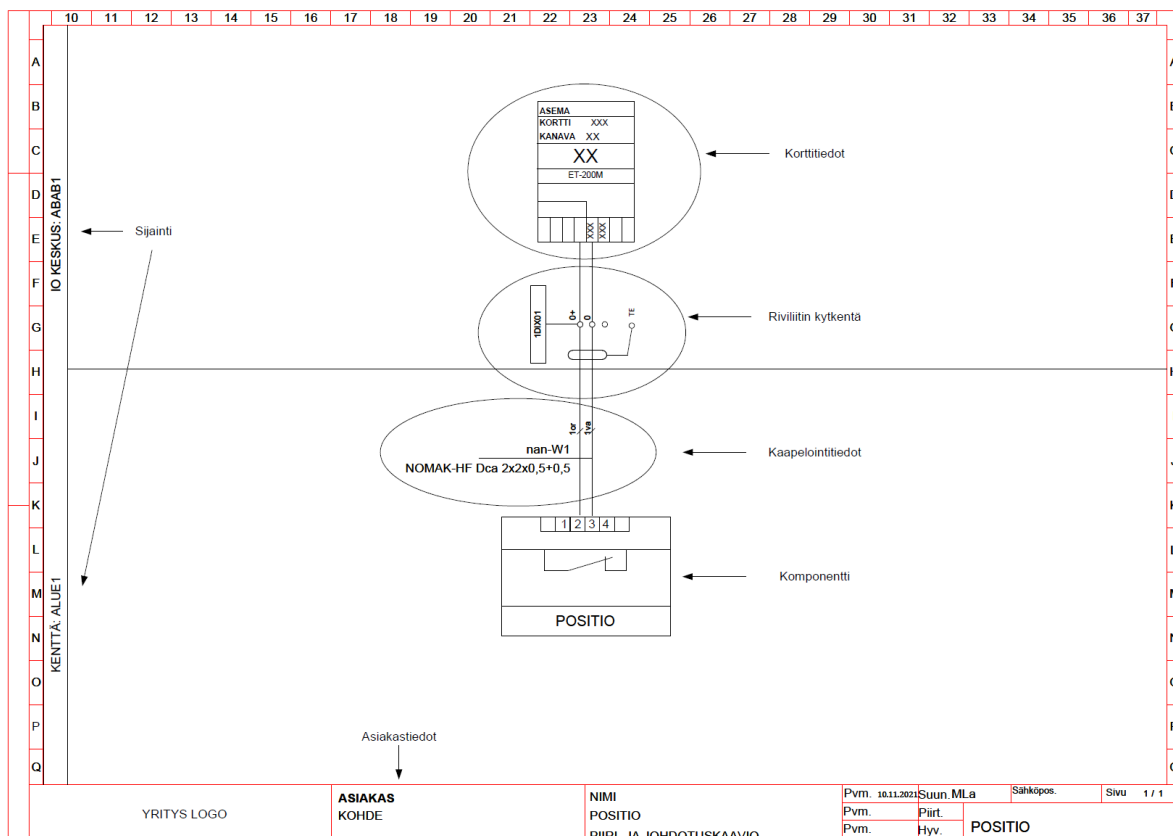 10 11 12 13 14 15 16 17 18 19 20 21 22 23 24 25 26 27 28 29 30 31 32 33 34 35 36 37
A
B
C
D
E
F
G
H
I
J
K
L
M
N
O
P
Q
IO KESKUS: ABAB1
KENTTÄ: ALUE1
Sijainti
ASEMA
KORTTI XXX
KANAVA XX
XX
ET-200M
XXX XXX
Korttitiedot
1DIX01
0+ 0 TE
Riviliitin kytkentä
1or 1va
nan-W1
NOMAK-HF Dca 2x2x0,5+0,5
Kaapelointitiedot
1 2 3 4
Komponentti
POSITIO
Asiakastiedot
YRITYS LOGO
ASIAKAS
KOHDE
NIMI
POSITIO
PIIRI- JA JOHDOTUSKAAVIO
Pvm. 10.11.2021 Suun. MLa Sähköpos. Sivu 1 / 1
Pvm. Piirt.
Pvm. Hyv. POSITIO